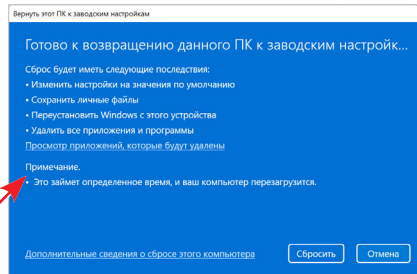 Вернуть этот ПК к заводским настройкам
Готово к возвращению данного ПК к заводским настройк...
Сброс будет иметь следующие последствия:
• Изменить настройки на значения по умолчанию
• Сохранить личные файлы
• Переустановить Windows с этого устройства
• Удалить все приложения и программы
Просмотр приложений, которые будут удалены
Примечание.
• Это займет определенное время, и ваш компьютер перезагрузится.
Дополнительные сведения о сбросе этого компьютера
Сбросить
Отмена